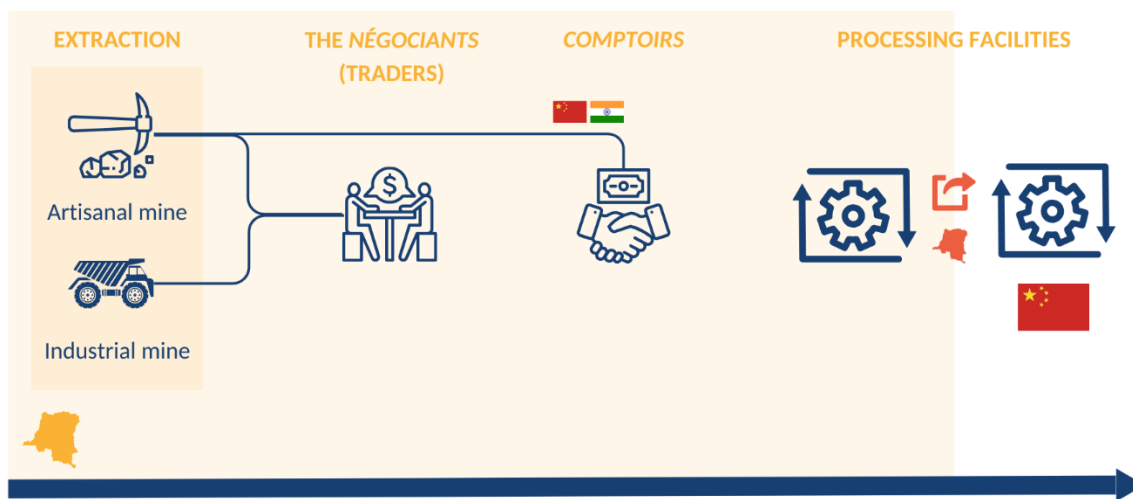 EXTRACTION
THE NÉGOCIANTS
(TRADERS)
COMPTOIRS
PROCESSING FACILITIES
$
Artisanal mine
Industrial mine